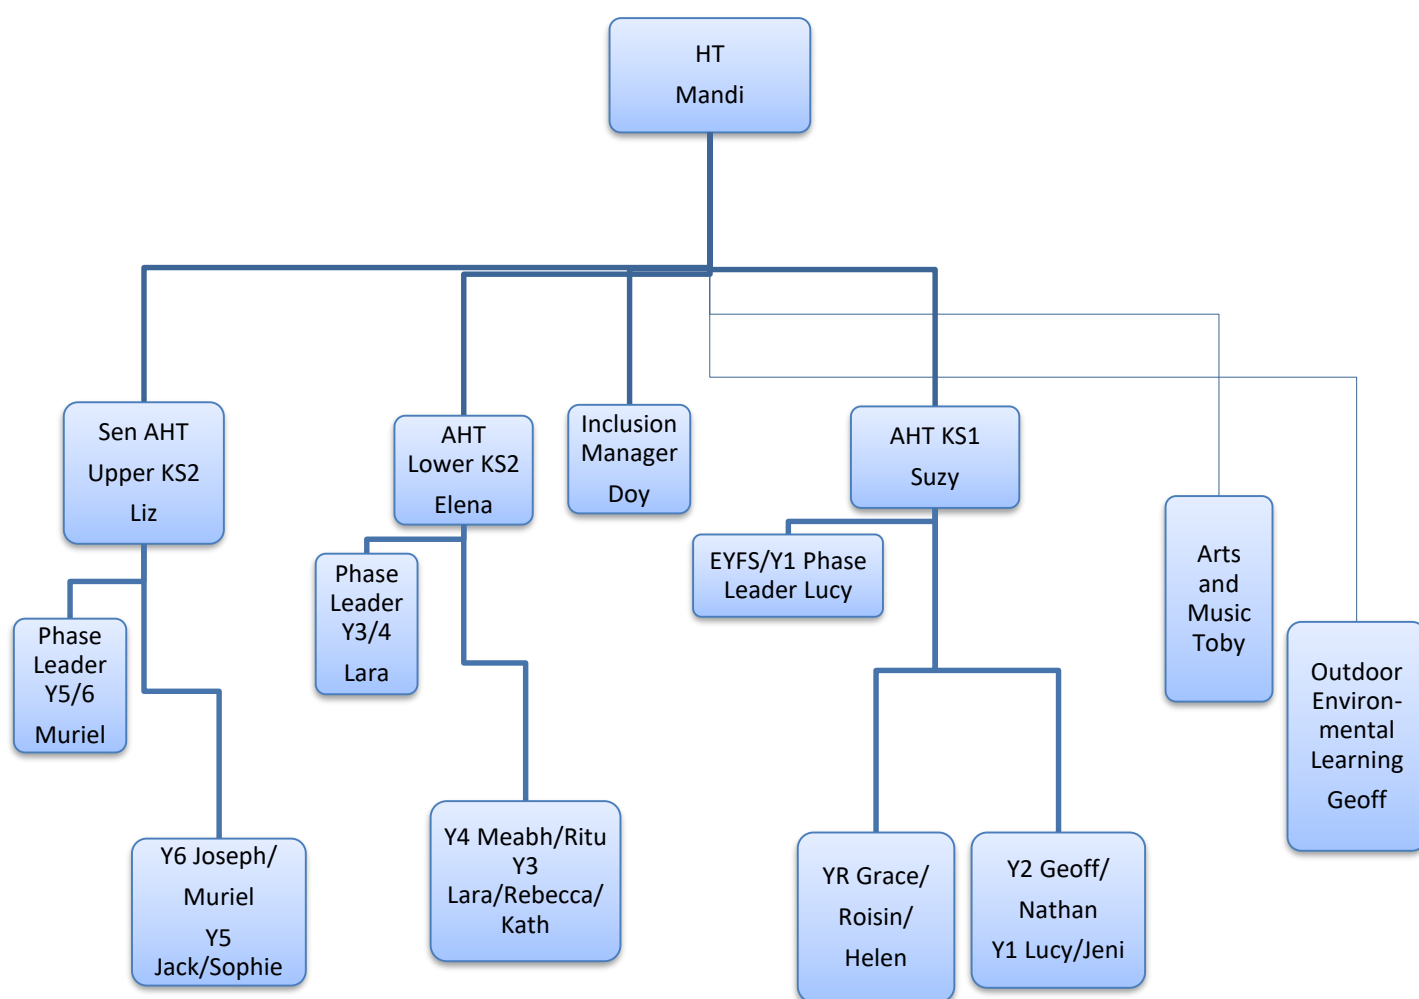 HT
Mandi
Sen AHT
Upper KS2
Liz
AHT
Lower KS2
Elena
Inclusion
Manager
Doy
AHT KS1
Suzy
Phase
Leader
Y5/6
Muriel
Phase
Leader
Y3/4
Lara
EYFS/Y1 Phase
Leader Lucy
Arts
and
Music
Toby
Outdoor
Environ-
mental
Learning
Geoff
Y6 Joseph/
Muriel
Y5
Jack/Sophie
Y4 Meabh/Ritu
Y3
Lara/Rebecca/
Kath
YR Grace/
Roisin/
Helen
Y2 Geoff/
Nathan
Y1 Lucy/Jeni